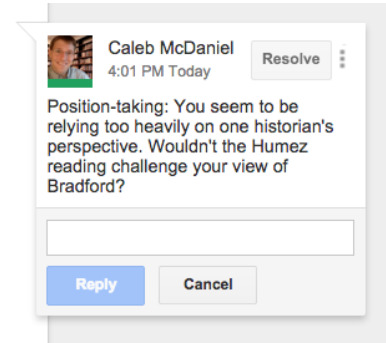 Caleb McDaniel
4:01 PM Today
Resolve
Position-taking: You seem to be
relying too heavily on one historian's
perspective. Wouldn't the Humez
reading challenge your view of
Bradford?
Reply
Cancel